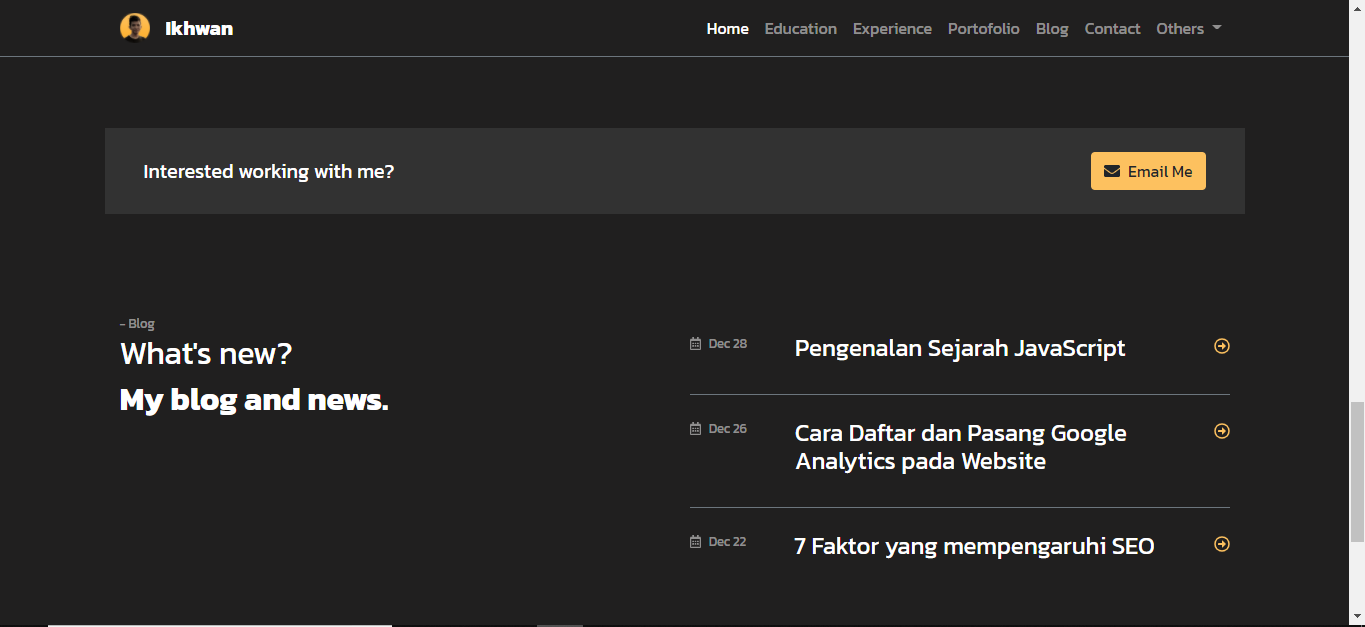 Ikhwan
Home Education Experience Portofolio Blog Contact Others
Interested working with me?
Email Me
- Blog
What's new?
My blog and news.
Dec 28
Pengenalan Sejarah JavaScript
Dec 26
Cara Daftar dan Pasang Google
Analytics pada Website
Dec 22
7 Faktor yang mempengaruhi SEO